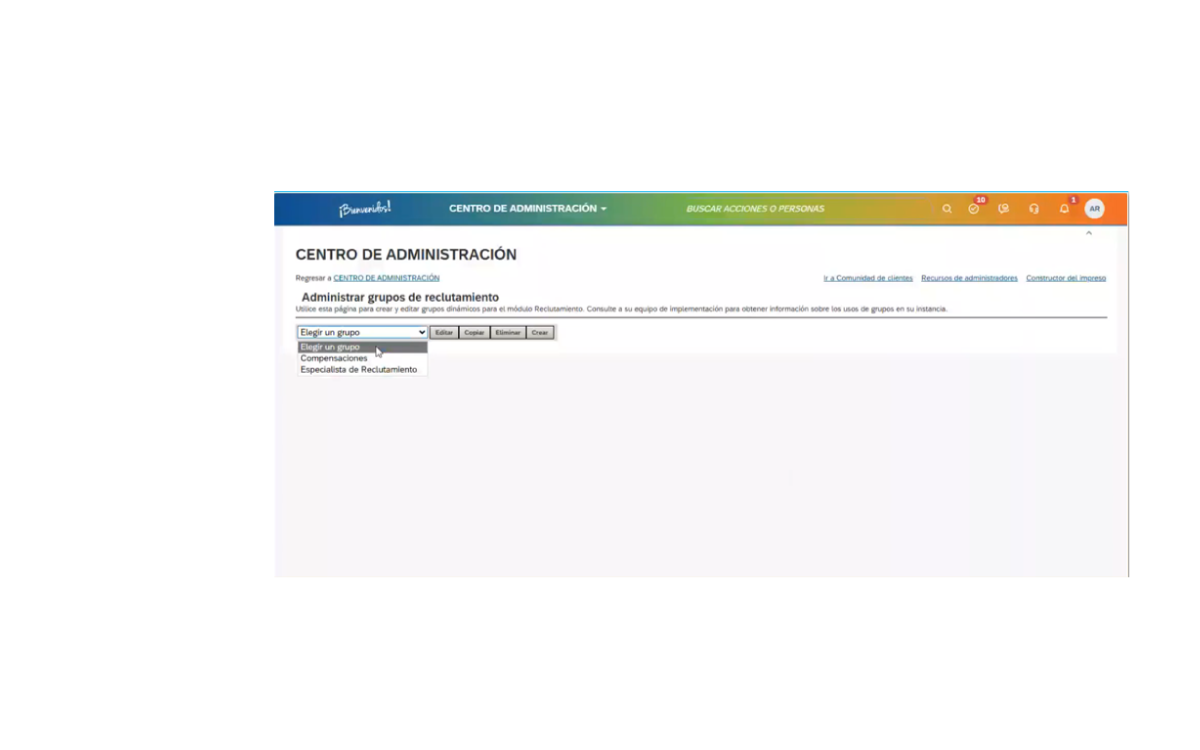 ¡Bienvenidos!
CENTRO DE ADMINISTRACIÓN
BUSCAR ACCIONES O PERSONAS
10
1
AR
CENTRO DE ADMINISTRACIÓN
Regresar a CENTRO DE ADMINISTRACIÓN
Ir a Comunidad de clientes Recursos de administradores Constructor del impreso
Administrar grupos de reclutamiento
Utilice esta página para crear y editar grupos dinámicos para el módulo Reclutamiento. Consulte a su equipo de implementación para obtener información sobre los usos de grupos en su instancia.
Elegir un grupo Editar Copiar Eliminar Crear
Elegir un grupo
Compensaciones
Especialista de Reclutamiento